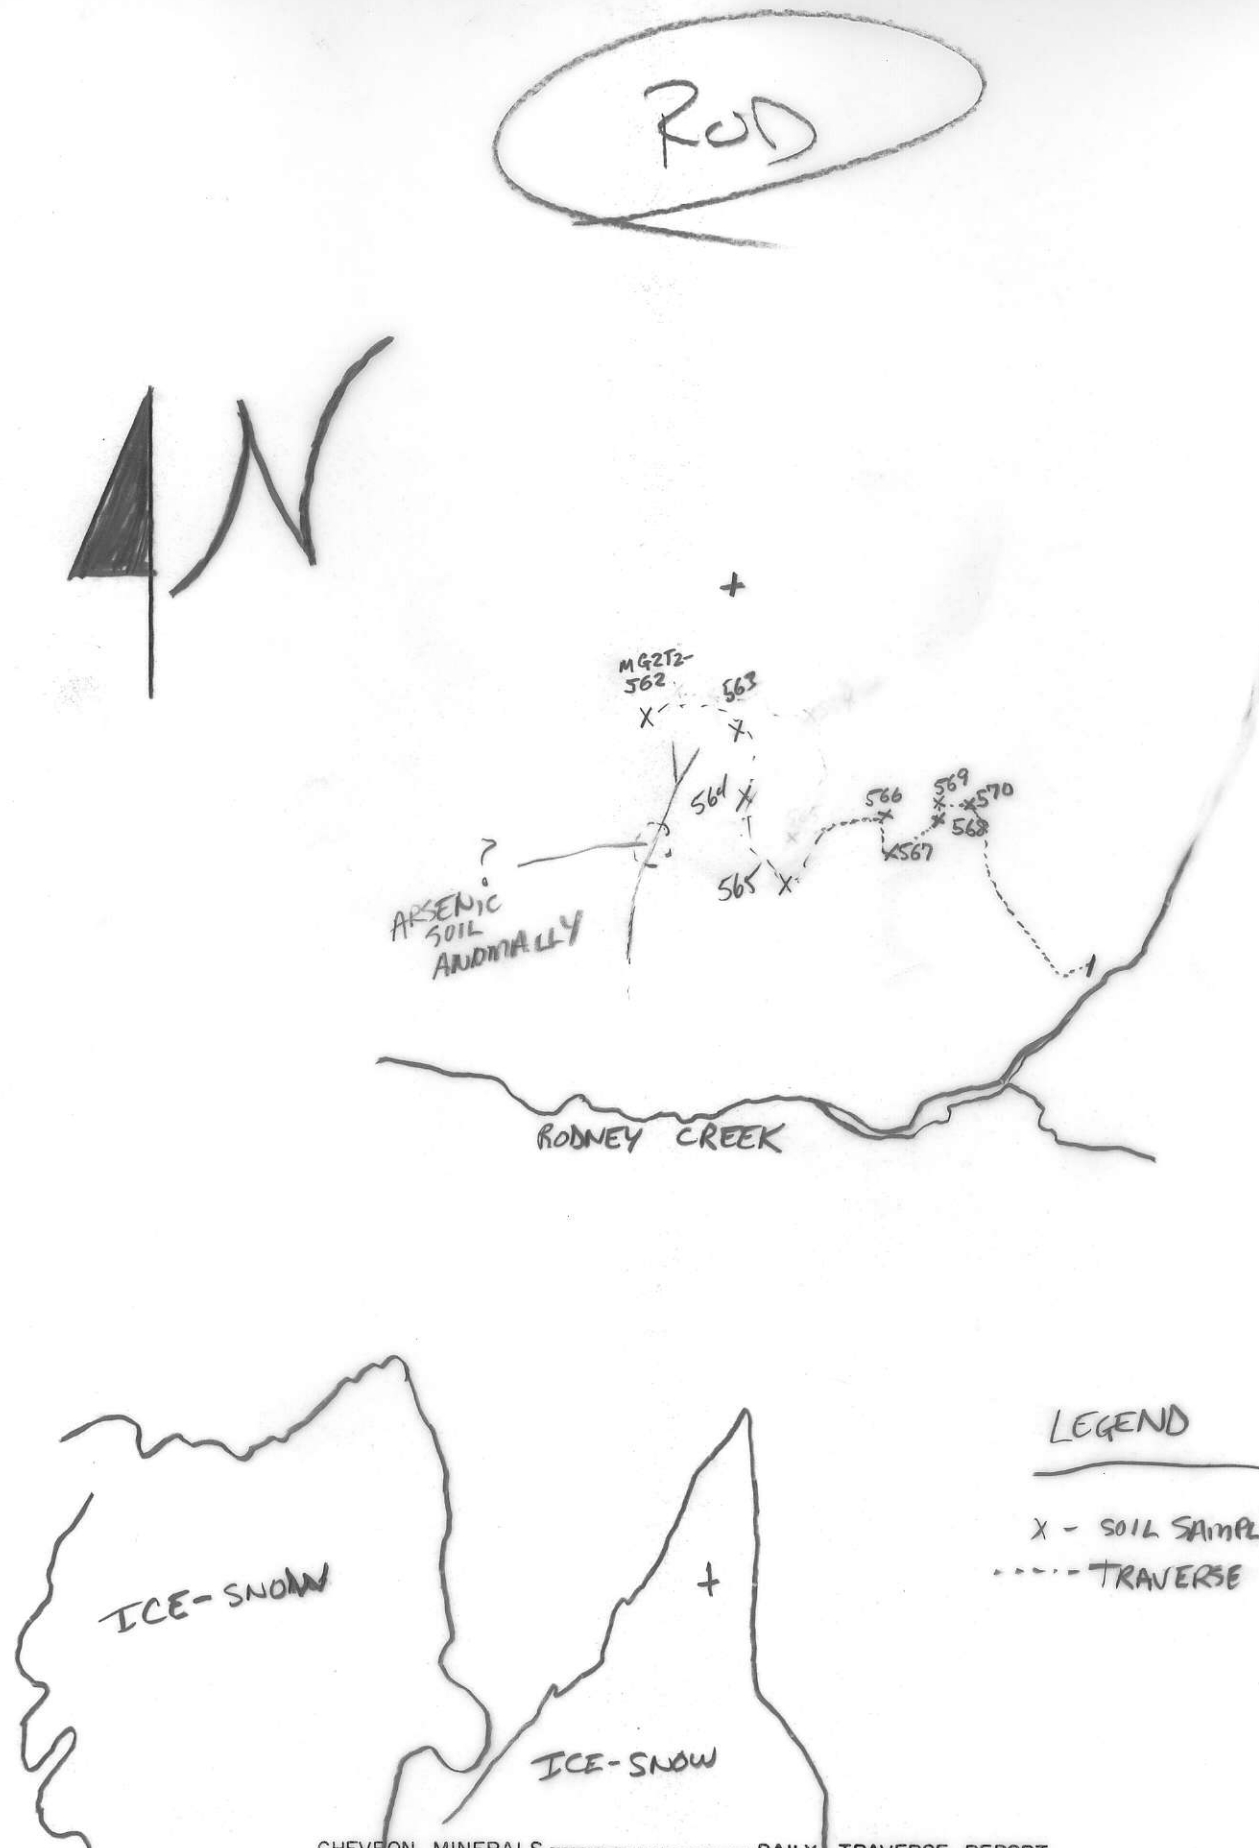 ROD
N
MG2T2-
562
563
564
565
566
567
569
570
568
?
ARSENIC
SOIL
ANOMALLY
RODNEY CREEK
LEGEND
X - SOIL SAMPL
TRAVERSE
ICE-SNOW
ICE-SNOW
CHEVRON MINERALS DAILY TRAVERSE REPORT